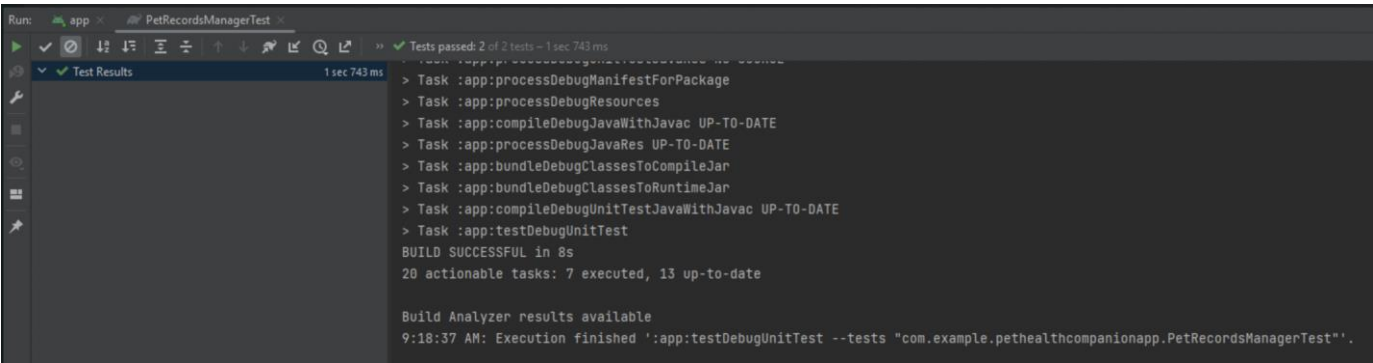 Run: app PetRecordsManagerTest
Tests passed: 2 of 2 tests – 1 sec 743 ms
Test Results 1 sec 743 ms
> Task :app:processDebugManifestForPackage
> Task :app:processDebugResources
> Task :app:compileDebugJavaWithJavac UP-TO-DATE
> Task :app:processDebugJavaRes UP-TO-DATE
> Task :app:bundleDebugClassesToCompileJar
> Task :app:bundleDebugClassesToRuntimeJar
> Task :app:compileDebugUnitTestJavaWithJavac UP-TO-DATE
> Task :app:testDebugUnitTest
BUILD SUCCESSFUL in 8s
20 actionable tasks: 7 executed, 13 up-to-date
Build Analyzer results available
9:18:37 AM: Execution finished ':app:testDebugUnitTest --tests "com.example.pethealthcompanionapp.PetRecordsManagerTest"'.